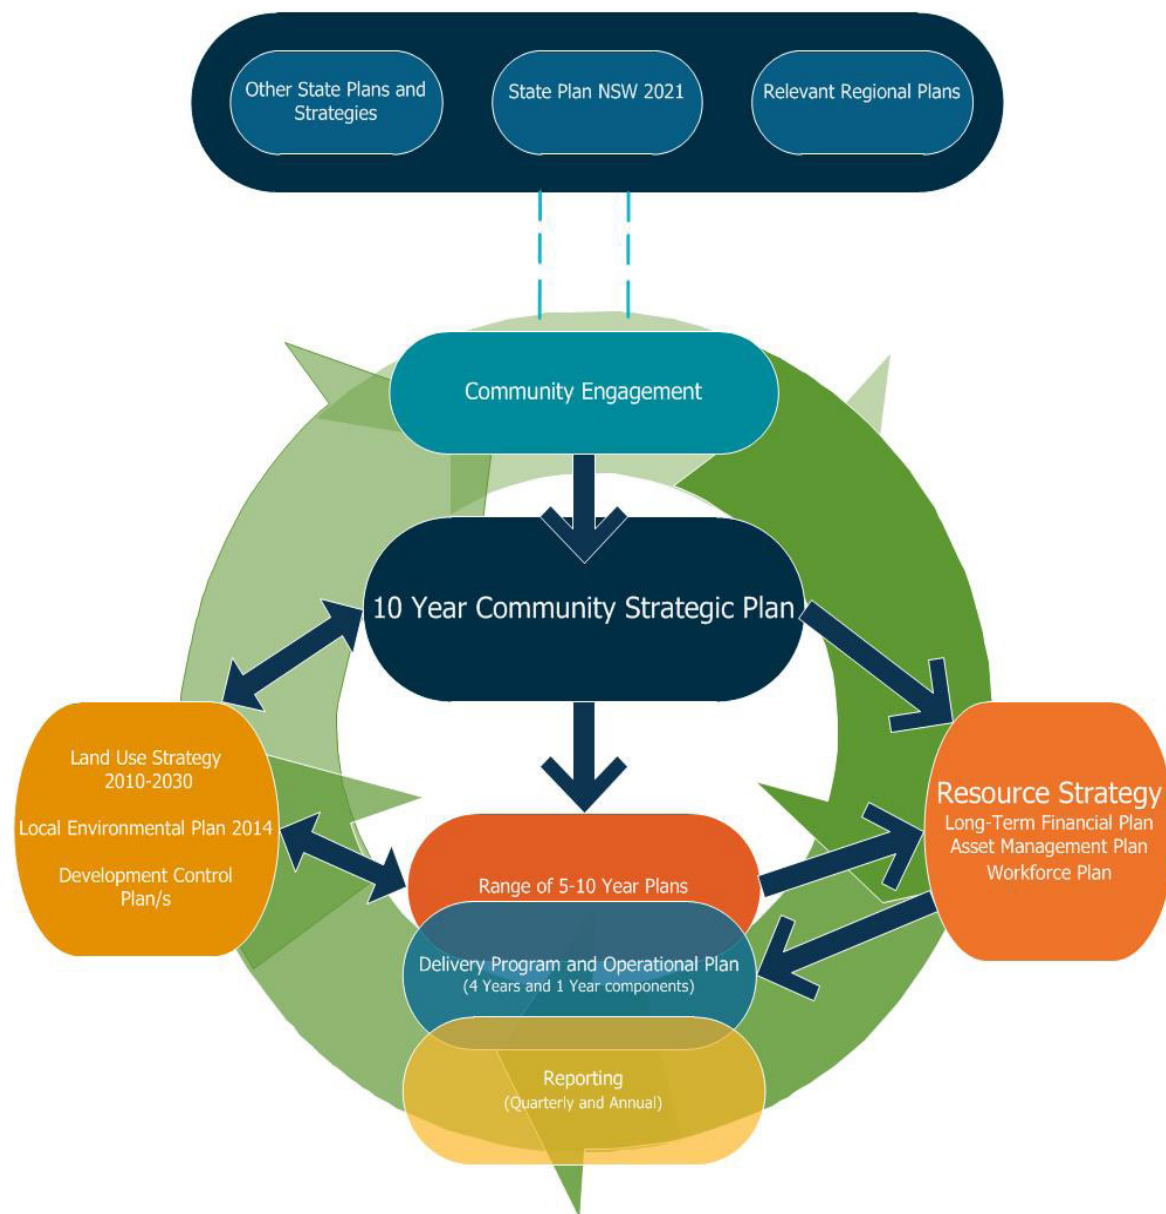 Other State Plans and
Strategies
State Plan NSW 2021
Relevant Regional Plans
Community Engagement
10 Year Community Strategic Plan
Land Use Strategy
2010-2030
Local Environmental Plan 2014
Development Control
Plan/s
Resource Strategy
Long-Term Financial Plan
Asset Management Plan
Workforce Plan
Range of 5-10 Year Plans
Delivery Program and Operational Plan
(4 Years and 1 Year components)
Reporting
(Quarterly and Annual)